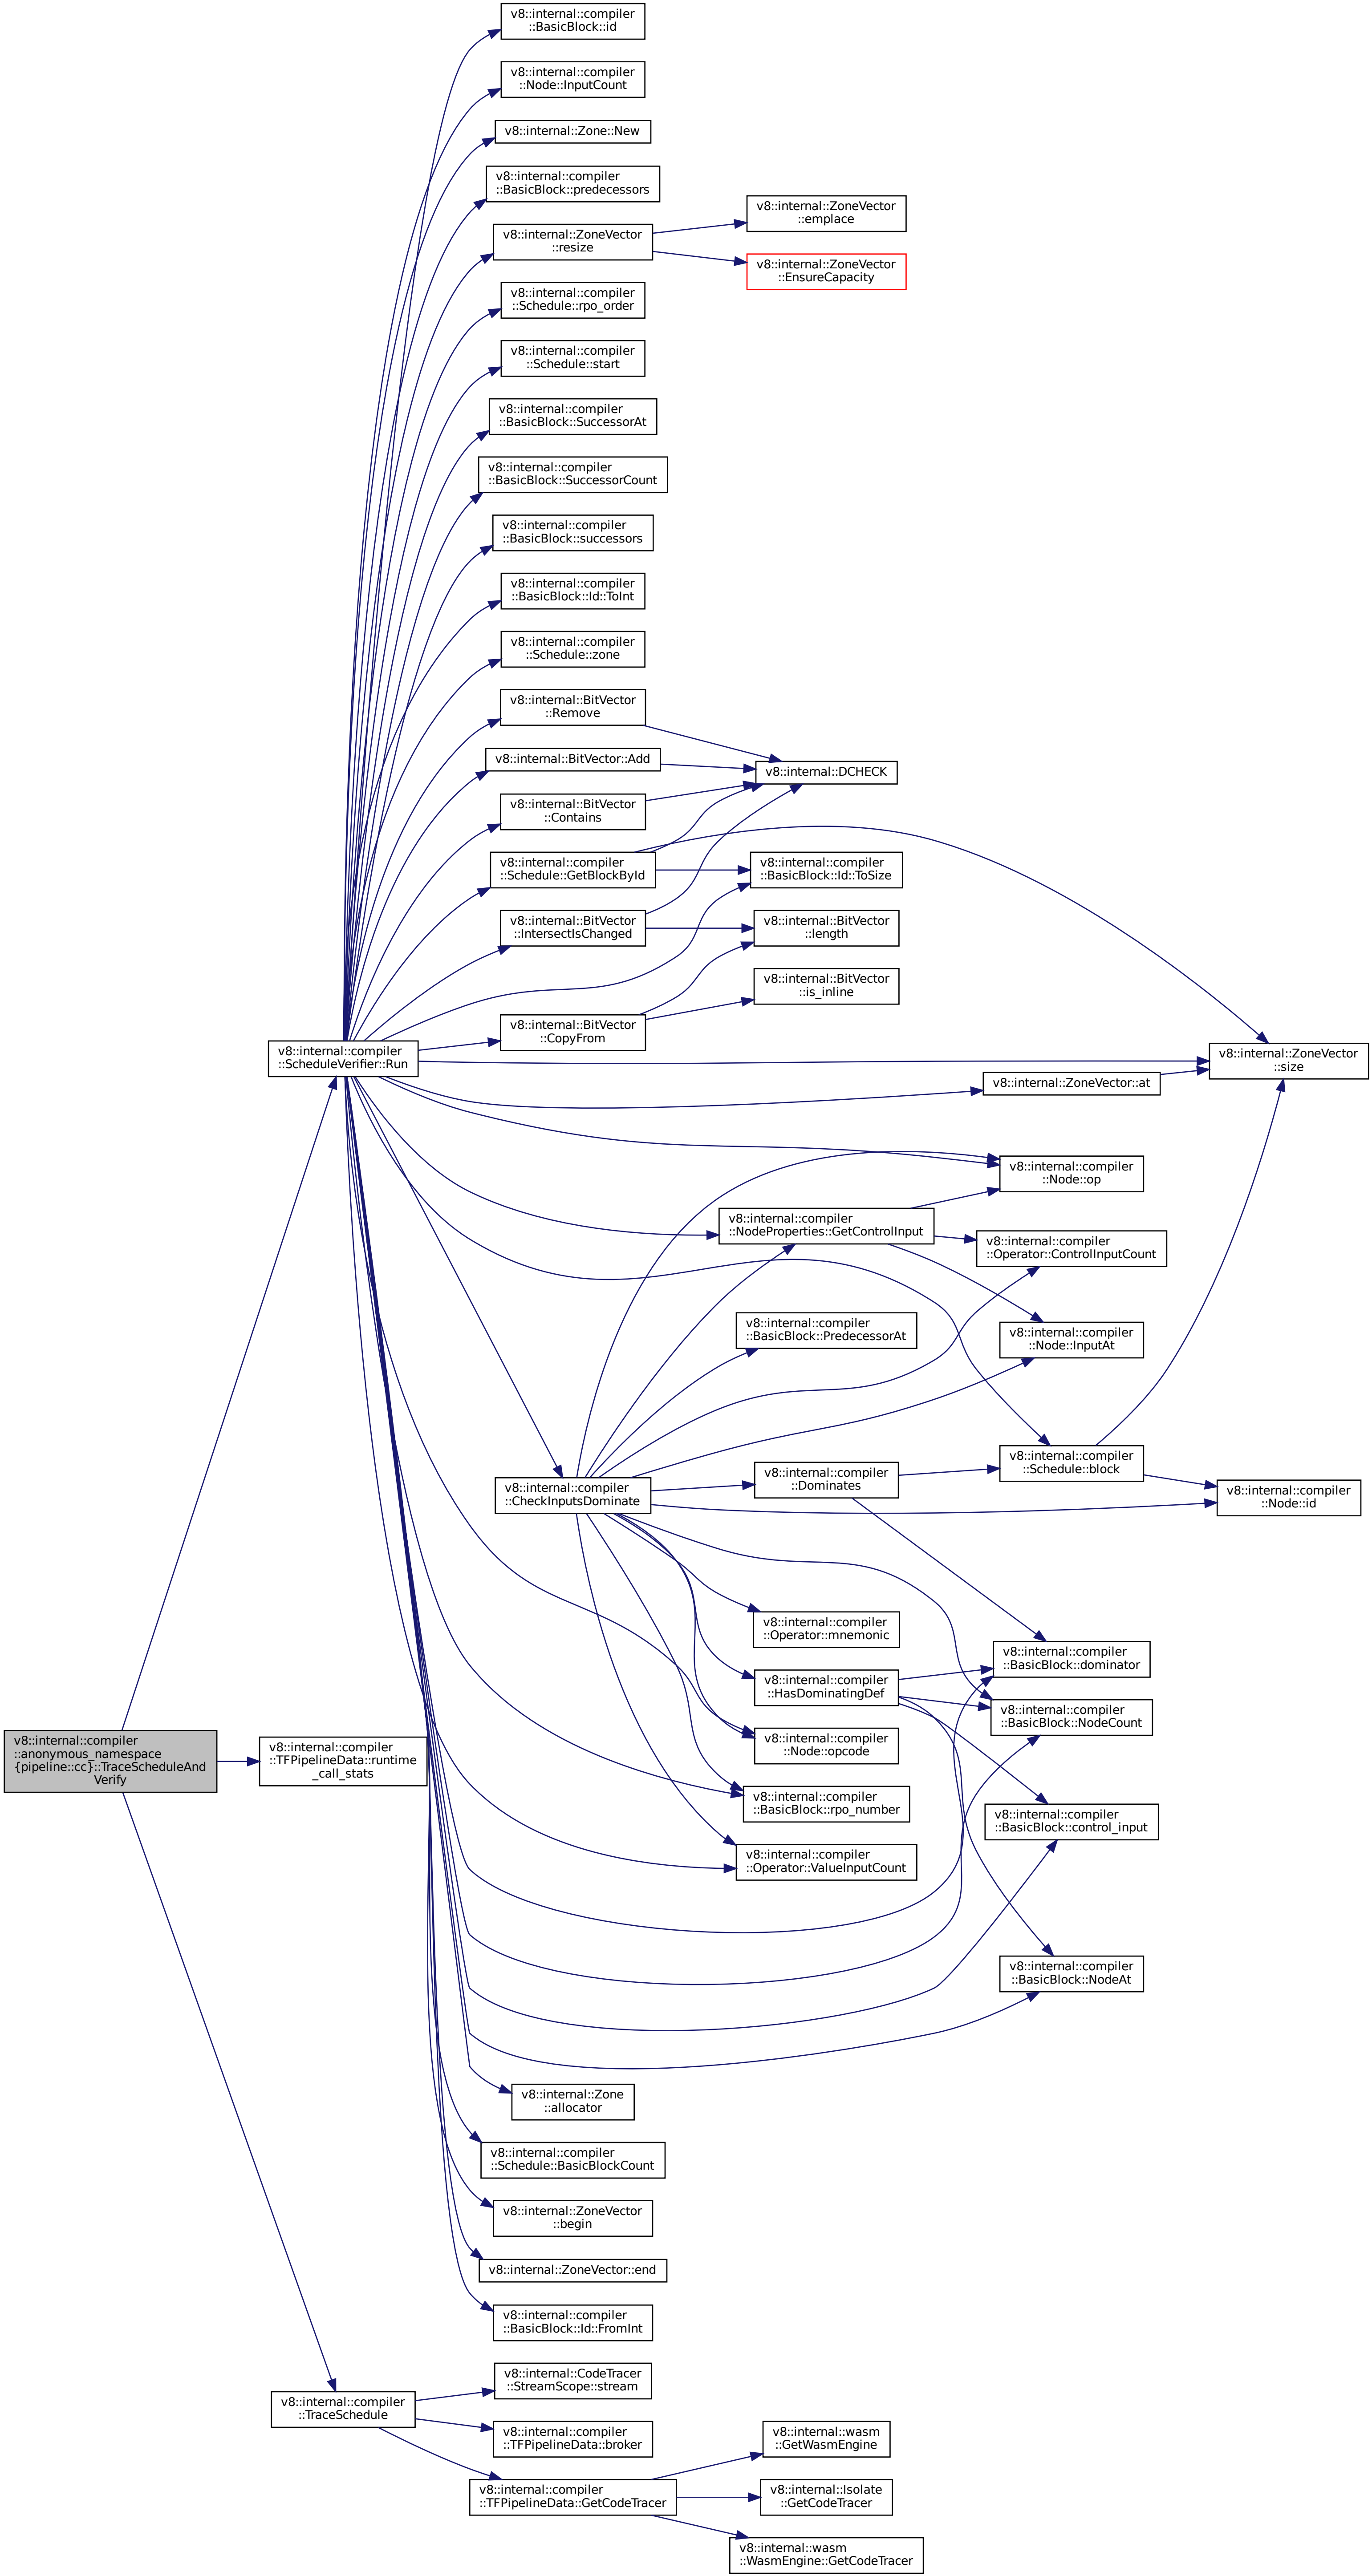 v8::internal::compiler
::BasicBlock::id
v8::internal::compiler
::Node::InputCount
v8::internal::Zone::New
v8::internal::compiler
::BasicBlock::predecessors
v8::internal::ZoneVector
::resize
v8::internal::ZoneVector
::emplace
v8::internal::ZoneVector
::EnsureCapacity
v8::internal::compiler
::Schedule::rpo_order
v8::internal::compiler
::Schedule::start
v8::internal::compiler
::BasicBlock::SuccessorAt
v8::internal::compiler
::BasicBlock::SuccessorCount
v8::internal::compiler
::BasicBlock::successors
v8::internal::compiler
::BasicBlock::Id::ToInt
v8::internal::compiler
::Schedule::zone
v8::internal::BitVector
::Remove
v8::internal::BitVector::Add
v8::internal::DCHECK
v8::internal::BitVector
::Contains
v8::internal::compiler
::Schedule::GetBlockById
v8::internal::compiler
::BasicBlock::Id::ToSize
v8::internal::BitVector
::IntersectIsChanged
v8::internal::BitVector
::length
v8::internal::BitVector
::is_inline
v8::internal::BitVector
::CopyFrom
v8::internal::compiler
::ScheduleVerifier::Run
v8::internal::ZoneVector
::size
v8::internal::ZoneVector::at
v8::internal::compiler
::Node::op
v8::internal::compiler
::NodeProperties::GetControlInput
v8::internal::compiler
::Operator::ControlInputCount
v8::internal::compiler
::BasicBlock::PredecessorAt
v8::internal::compiler
::Node::InputAt
v8::internal::compiler
::Schedule::block
v8::internal::compiler
::Dominates
v8::internal::compiler
::CheckInputsDominate
v8::internal::compiler
::Node::id
v8::internal::compiler
::Operator::mnemonic
v8::internal::compiler
::BasicBlock::dominator
v8::internal::compiler
::HasDominatingDef
v8::internal::compiler
::BasicBlock::NodeCount
v8::internal::compiler
::Node::opcode
v8::internal::compiler
::anonymous_namespace
{pipeline::cc}::TraceScheduleAnd
Verify
v8::internal::compiler
::TFPipelineData::runtime
_call_stats
v8::internal::compiler
::BasicBlock::rpo_number
v8::internal::compiler
::BasicBlock::control_input
v8::internal::compiler
::Operator::ValueInputCount
v8::internal::compiler
::BasicBlock::NodeAt
v8::internal::Zone
::allocator
v8::internal::compiler
::Schedule::BasicBlockCount
v8::internal::ZoneVector
::begin
v8::internal::ZoneVector::end
v8::internal::compiler
::BasicBlock::Id::FromInt
v8::internal::CodeTracer
::StreamScope::stream
v8::internal::compiler
::TraceSchedule
v8::internal::compiler
::TFPipelineData::broker
v8::internal::wasm
::GetWasmEngine
v8::internal::compiler
::TFPipelineData::GetCodeTracer
v8::internal::Isolate
::GetCodeTracer
v8::internal::wasm
::WasmEngine::GetCodeTracer